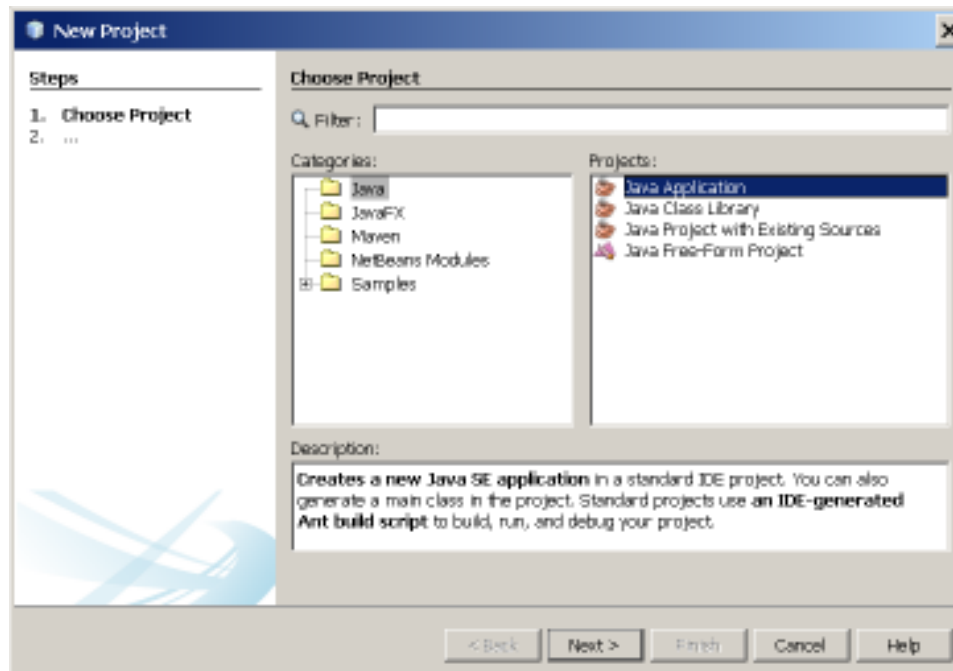 New Project
Steps
1. Choose Project
2. ...
Choose Project
Filter:
Categories:
Java
JavaFX
Maven
NetBeans Modules
Samples
Projects:
Java Application
Java Class Library
Java Project with Existing Sources
Java Free-Form Project
Description:
Creates a new Java SE application in a standard IDE project. You can also
generate a main class in the project. Standard projects use an IDE-generated
Ant build script to build, run, and debug your project.
< Back Next > Finish Cancel Help